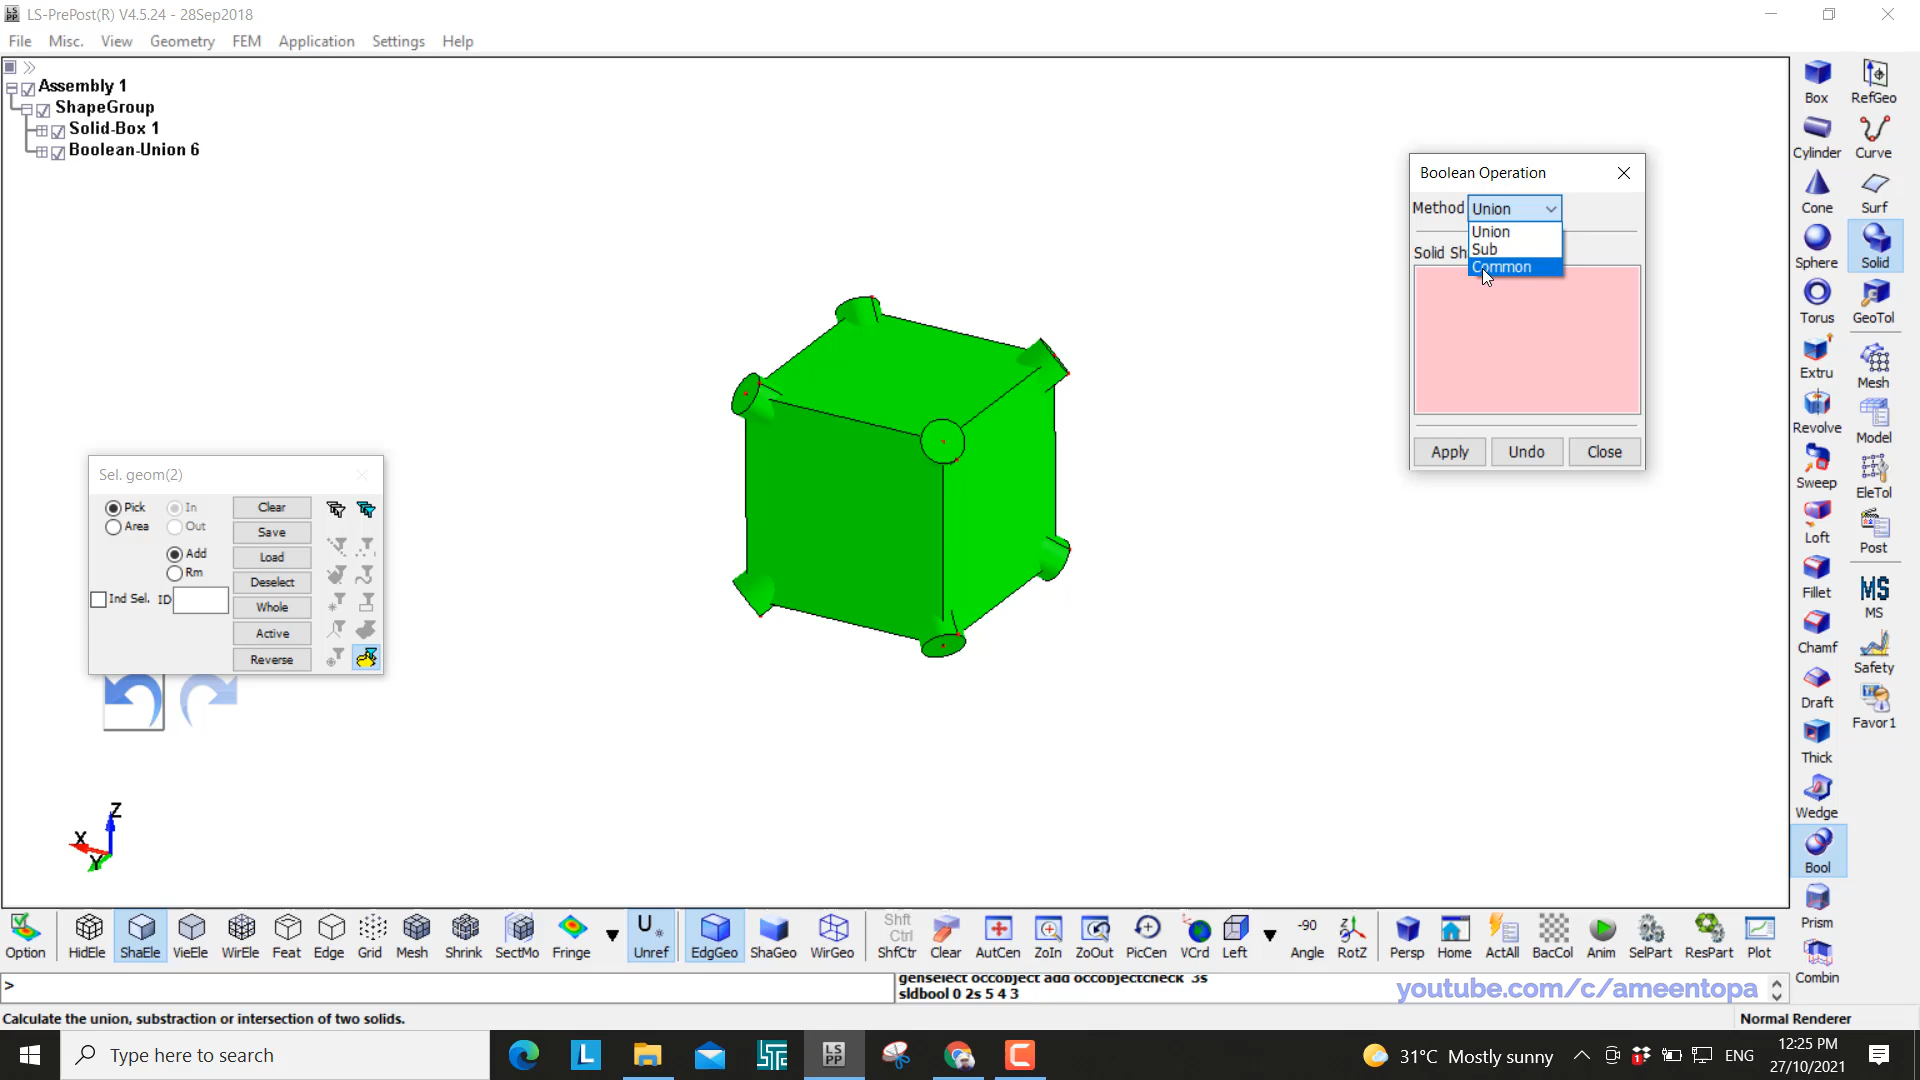 LS-PrePost(R) V4.5.24 - 28Sep2018
File Misc. View Geometry FEM Application Settings Help
Assembly 1
ShapeGroup
Solid-Box 1
Boolean-Union 6
Boolean Operation
Method Union
Union
Sub
Common
Solid Sh
Apply Undo Close
Sel. geom(2)
Pick In Clear
Area Out Save
Add Load
Rm Deselect
Ind Sel. ID Whole
Active
Reverse
Z
X
Y
Box RefGeo
Cylinder Curve
Cone Surf
Sphere Solid
Torus GeoTol
Extru Mesh
Revolve Model
Sweep EleTol
Loft Post
Fillet MS
MS
Chamf Safety
Draft Favor1
Thick
Wedge
Bool
Prism
Combin
Option HidEle ShaEle VieEle WirEle Feat Edge Grid Mesh Shrink SectMo Fringe U Unref EdgGeo ShaGeo WirGeo Shft Ctrl ShfCtr Clear AutCen ZoIn ZoOut PicCen VCrd Left -90 Angle RotZ Persp Home ActAll BacCol Anim SelPart ResPart Plot
>
genselect occobject add occobjectcheck 3s
sldbool 0 2s 5 4 3
youtube.com/c/ameentopa
Calculate the union, substraction or intersection of two solids.
Normal Renderer
Type here to search
L
LS
PP
31°C Mostly sunny
ENG
12:25 PM
27/10/2021